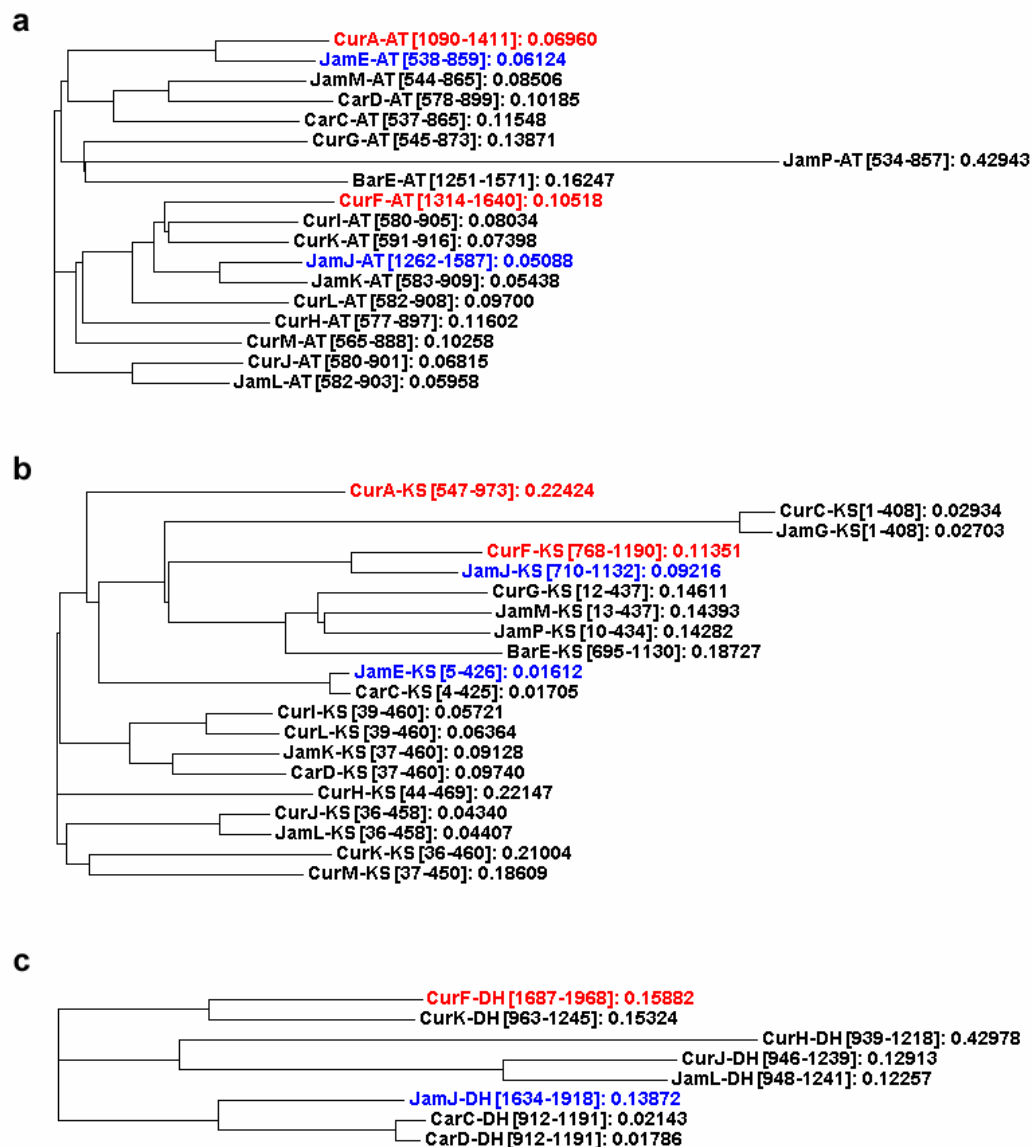 a
CurA-AT [1090-1411]: 0.06960
JamE-AT [538-859]: 0.06124
JamM-AT [544-865]: 0.08506
CarD-AT [578-899]: 0.10185
CarC-AT [537-865]: 0.11548
CurG-AT [545-873]: 0.13871
JamP-AT [534-857]: 0.42943
BarE-AT [1251-1571]: 0.16247
CurF-AT [1314-1640]: 0.10518
CurI-AT [580-905]: 0.08034
CurK-AT [591-916]: 0.07398
JamJ-AT [1262-1587]: 0.05088
JamK-AT [583-909]: 0.05438
CurL-AT [582-908]: 0.09700
CurH-AT [577-897]: 0.11602
CurM-AT [565-888]: 0.10258
CurJ-AT [580-901]: 0.06815
JamL-AT [582-903]: 0.05958
b
CurA-KS [547-973]: 0.22424
CurC-KS[1-408]: 0.02934
JamG-KS [1-408]: 0.02703
CurF-KS [768-1190]: 0.11351
JamJ-KS [710-1132]: 0.09216
CurG-KS [12-437]: 0.14611
JamM-KS [13-437]: 0.14393
JamP-KS [10-434]: 0.14282
BarE-KS [695-1130]: 0.18727
JamE-KS [5-426]: 0.01612
CarC-KS [4-425]: 0.01705
CurI-KS [39-460]: 0.05721
CurL-KS [39-460]: 0.06364
JamK-KS [37-460]: 0.09128
CarD-KS [37-460]: 0.09740
CurH-KS [44-469]: 0.22147
CurJ-KS [36-458]: 0.04340
JamL-KS [36-458]: 0.04407
CurK-KS [36-460]: 0.21004
CurM-KS [37-450]: 0.18609
c
CurF-DH [1687-1968]: 0.15882
CurK-DH [963-1245]: 0.15324
CurH-DH [939-1218]: 0.42978
CurJ-DH [946-1239]: 0.12913
JamL-DH [948-1241]: 0.12257
JamJ-DH [1634-1918]: 0.13872
CarC-DH [912-1191]: 0.02143
CarD-DH [912-1191]: 0.01786